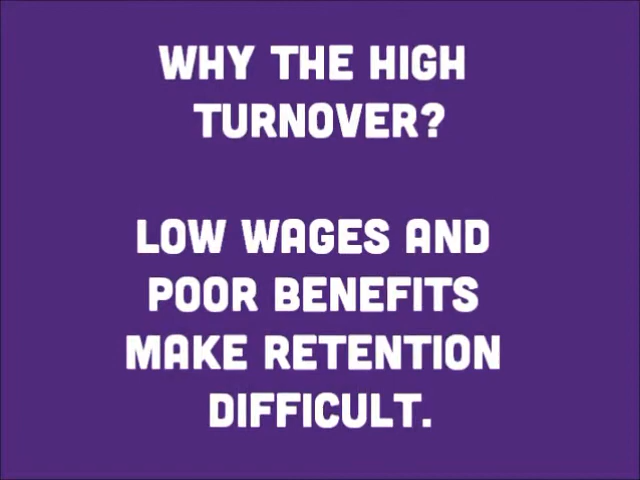 WHY THE HIGH
TURNOVER?
LOW WAGES AND
POOR BENEFITS
MAKE RETENTION
DIFFICULT.